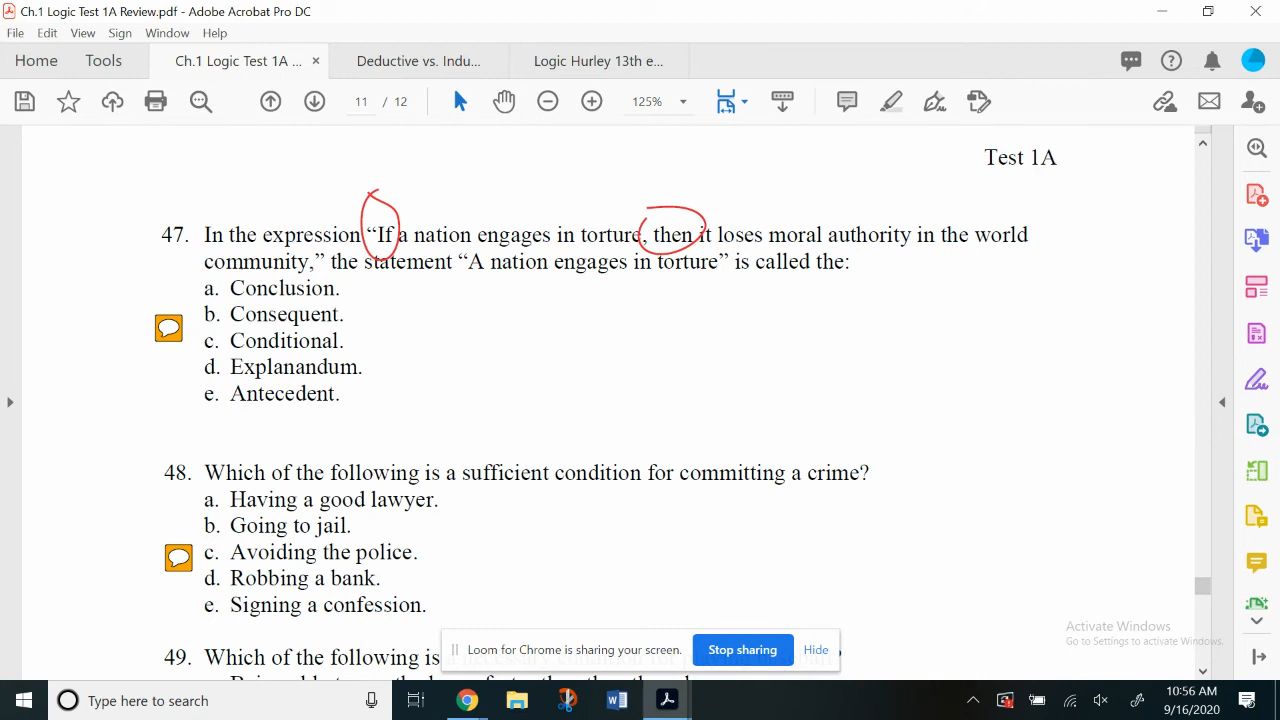 Ch.1 Logic Test 1A Review.pdf - Adobe Acrobat Pro DC
File Edit View Sign Window Help
Home Tools Ch.1 Logic Test 1A ... × Deductive vs. Indu... Logic Hurley 13th e...
11 / 12 125%
Test 1A
47. In the expression “If a nation engages in torture, then it loses moral authority in the world
community,” the statement “A nation engages in torture” is called the:
a. Conclusion.
b. Consequent.
c. Conditional.
d. Explanandum.
e. Antecedent.
48. Which of the following is a sufficient condition for committing a crime?
a. Having a good lawyer.
b. Going to jail.
c. Avoiding the police.
d. Robbing a bank.
e. Signing a confession.
Activate Windows
Go to Settings to activate Windows.
Loom for Chrome is sharing your screen. Stop sharing Hide
49. Which of the following is
Type here to search
10:56 AM
9/16/2020